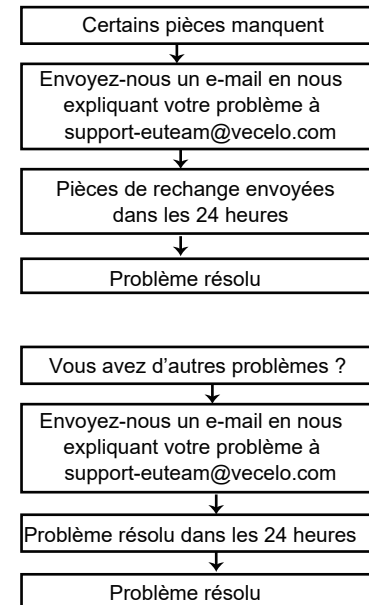 Certains pièces manquent
Envoyez-nous un e-mail en nous
expliquant votre problème à
support-euteam@vecelo.com
Pièces de rechange envoyées
dans les 24 heures
Problème résolu
Vous avez d’autres problèmes ?
Envoyez-nous un e-mail en nous
expliquant votre problème à
support-euteam@vecelo.com
Problème résolu dans les 24 heures
Problème résolu